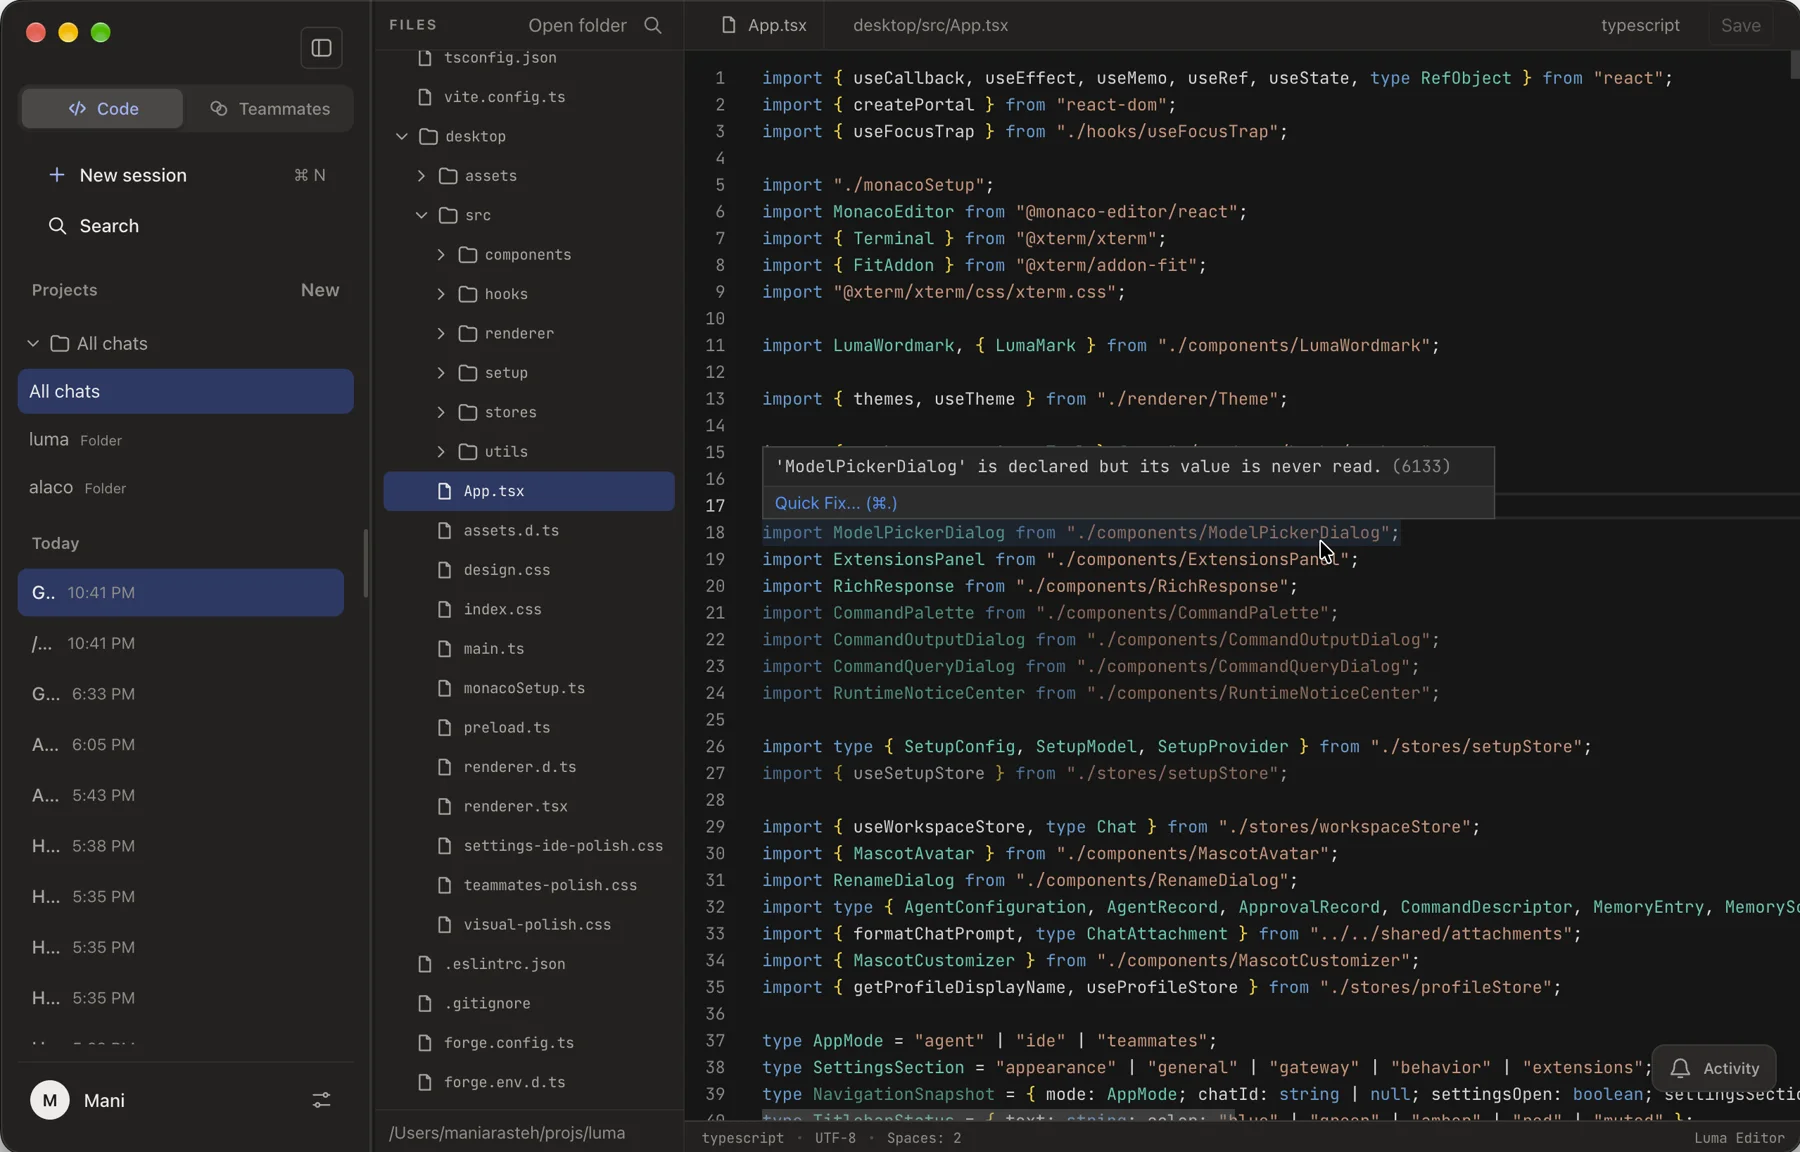 Code
Teammates
New session
⌘ N
Search
Projects
New
All chats
All chats
luma Folder
alaco Folder
Today
G.. 10:41 PM
/... 10:41 PM
G... 6:33 PM
A... 6:05 PM
A... 5:43 PM
H... 5:38 PM
H... 5:35 PM
H... 5:35 PM
H... 5:35 PM
M
Mani
FILES
Open folder
tsconfig.json
vite.config.ts
desktop
assets
src
components
hooks
renderer
setup
stores
utils
App.tsx
assets.d.ts
design.css
index.css
main.ts
monacoSetup.ts
preload.ts
renderer.d.ts
renderer.tsx
settings-ide-polish.css
teammates-polish.css
visual-polish.css
.eslintrc.json
.gitignore
forge.config.ts
forge.env.d.ts
/Users/maniarasteh/projs/luma
App.tsx
desktop/src/App.tsx
typescript
Save
1 import { useCallback, useEffect, useMemo, useRef, useState, type RefObject } from "react";
2 import { createPortal } from "react-dom";
3 import { useFocusTrap } from "./hooks/useFocusTrap";
4
5 import "./monacoSetup";
6 import MonacoEditor from "@monaco-editor/react";
7 import { Terminal } from "@xterm/xterm";
8 import { FitAddon } from "@xterm/addon-fit";
9 import "@xterm/xterm/css/xterm.css";
10
11 import LumaWordmark, { LumaMark } from "./components/LumaWordmark";
12
13 import { themes, useTheme } from "./renderer/Theme";
14
15
'ModelPickerDialog' is declared but its value is never read. (6133)
16
Quick Fix... (⌘.)
17
18 import ModelPickerDialog from "./components/ModelPickerDialog";
19 import ExtensionsPanel from "./components/ExtensionsPanel";
20 import RichResponse from "./components/RichResponse";
21 import CommandPalette from "./components/CommandPalette";
22 import CommandOutputDialog from "./components/CommandOutputDialog";
23 import CommandQueryDialog from "./components/CommandQueryDialog";
24 import RuntimeNoticeCenter from "./components/RuntimeNoticeCenter";
25
26 import type { SetupConfig, SetupModel, SetupProvider } from "./stores/setupStore";
27 import { useSetupStore } from "./stores/setupStore";
28
29 import { useWorkspaceStore, type Chat } from "./stores/workspaceStore";
30 import { MascotAvatar } from "./components/MascotAvatar";
31 import RenameDialog from "./components/RenameDialog";
32 import type { AgentConfiguration, AgentRecord, ApprovalRecord, CommandDescriptor, MemoryEntry, MemorySc
33 import { formatChatPrompt, type ChatAttachment } from "../../shared/attachments";
34 import { MascotCustomizer } from "./components/MascotCustomizer";
35 import { getProfileDisplayName, useProfileStore } from "./stores/profileStore";
36
37 type AppMode = "agent" | "ide" | "teammates";
38 type SettingsSection = "appearance" | "general" | "gateway" | "behavior" | "extensions";
39 type NavigationSnapshot = { mode: AppMode; chatId: string | null; settingsOpen: boolean; settingsSectio
40 type TitlebarStatus = { text: string; color: "blue" | "green" | "amber" | "red" | "muted" };
Activity
typescript · UTF-8 · Spaces: 2
Luma Editor